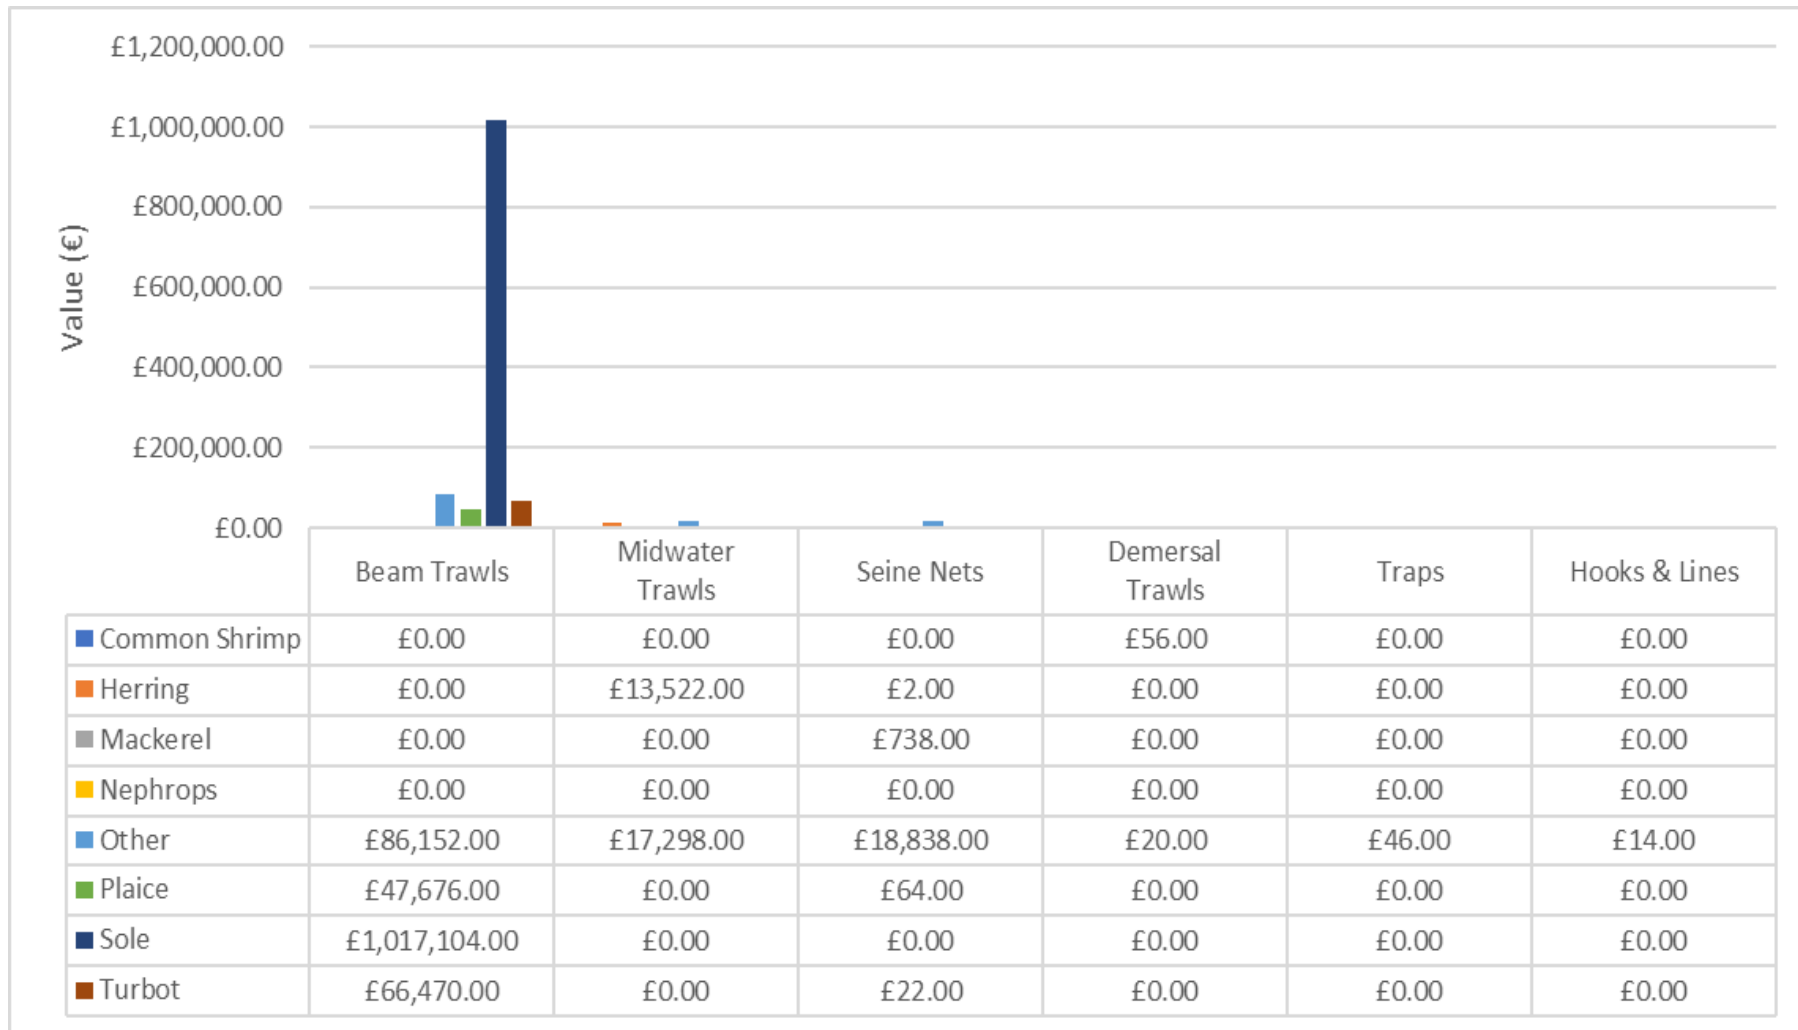 £1,200,000.00
£1,000,000.00
£800,000.00
£600,000.00
£400,000.00
£200,000.00
£0.00
Value (€)
Beam Trawls
Midwater
Trawls
Seine Nets
Demersal
Trawls
Traps
Hooks & Lines
Common Shrimp £0.00 £0.00 £0.00 £56.00 £0.00 £0.00
Herring £0.00 £13,522.00 £2.00 £0.00 £0.00 £0.00
Mackerel £0.00 £0.00 £738.00 £0.00 £0.00 £0.00
Nephrops £0.00 £0.00 £0.00 £0.00 £0.00 £0.00
Other £86,152.00 £17,298.00 £18,838.00 £20.00 £46.00 £14.00
Plaice £47,676.00 £0.00 £64.00 £0.00 £0.00 £0.00
Sole £1,017,104.00 £0.00 £0.00 £0.00 £0.00 £0.00
Turbot £66,470.00 £0.00 £22.00 £0.00 £0.00 £0.00